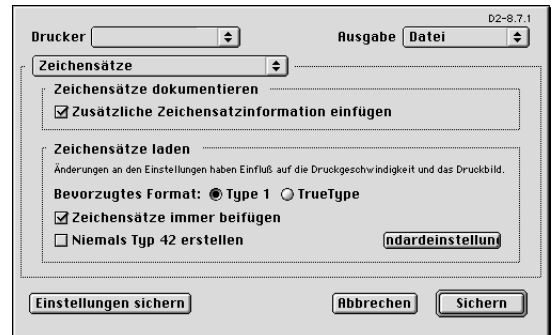 D2-8.7.1
Drucker Ausgabe Datei
Zeichensätze
Zeichensätze dokumentieren
Zusätzliche Zeichensatzinformation einfügen
Zeichensätze laden
Änderungen an den Einstellungen haben Einfluß auf die Druckgeschwindigkeit und das Druckbild.
Bevorzugtes Format: Type 1 TrueType
Zeichensätze immer beifügen
Niemals Typ 42 erstellen ndardeinstellun
Einstellungen sichern Abbrechen Sichern